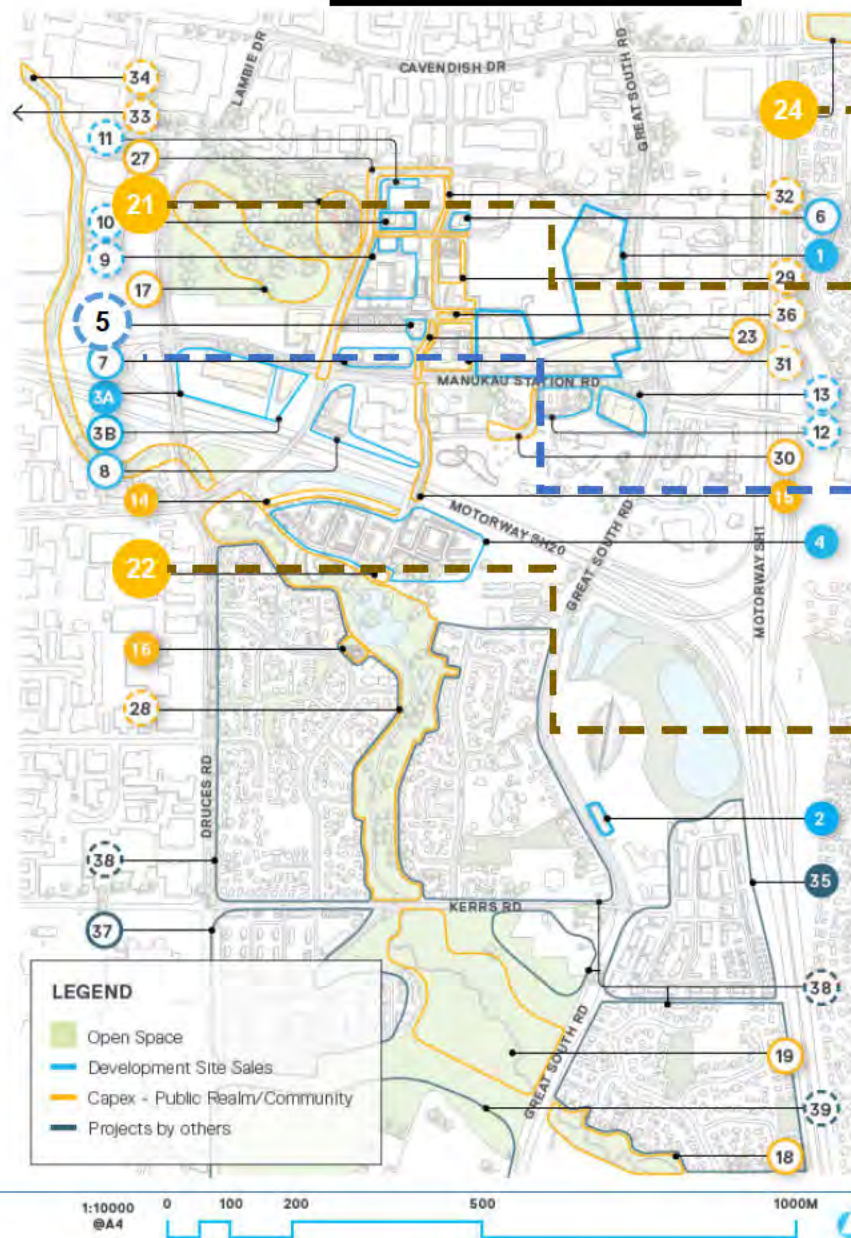 CAVENDISH DR
LAMBIE DR
GREAT SOUTH RD
34
33
11
27
21
10
9
17
5
7
3A
3B
8
14
22
16
28
38
37
24
32
6
1
29
36
23
31
13
12
30
15
4
2
35
38
19
39
18
MANUKAU STATION RD
MOTORWAY SH20
GREAT SOUTH RD
MOTORWAY SH1
DRUCES RD
KERRS RD
GREAT SOUTH RD
LEGEND
Open Space
Development Site Sales
Capex - Public Realm/Community
Projects by others
1:10000
@A4
0 100 200 500 1000M